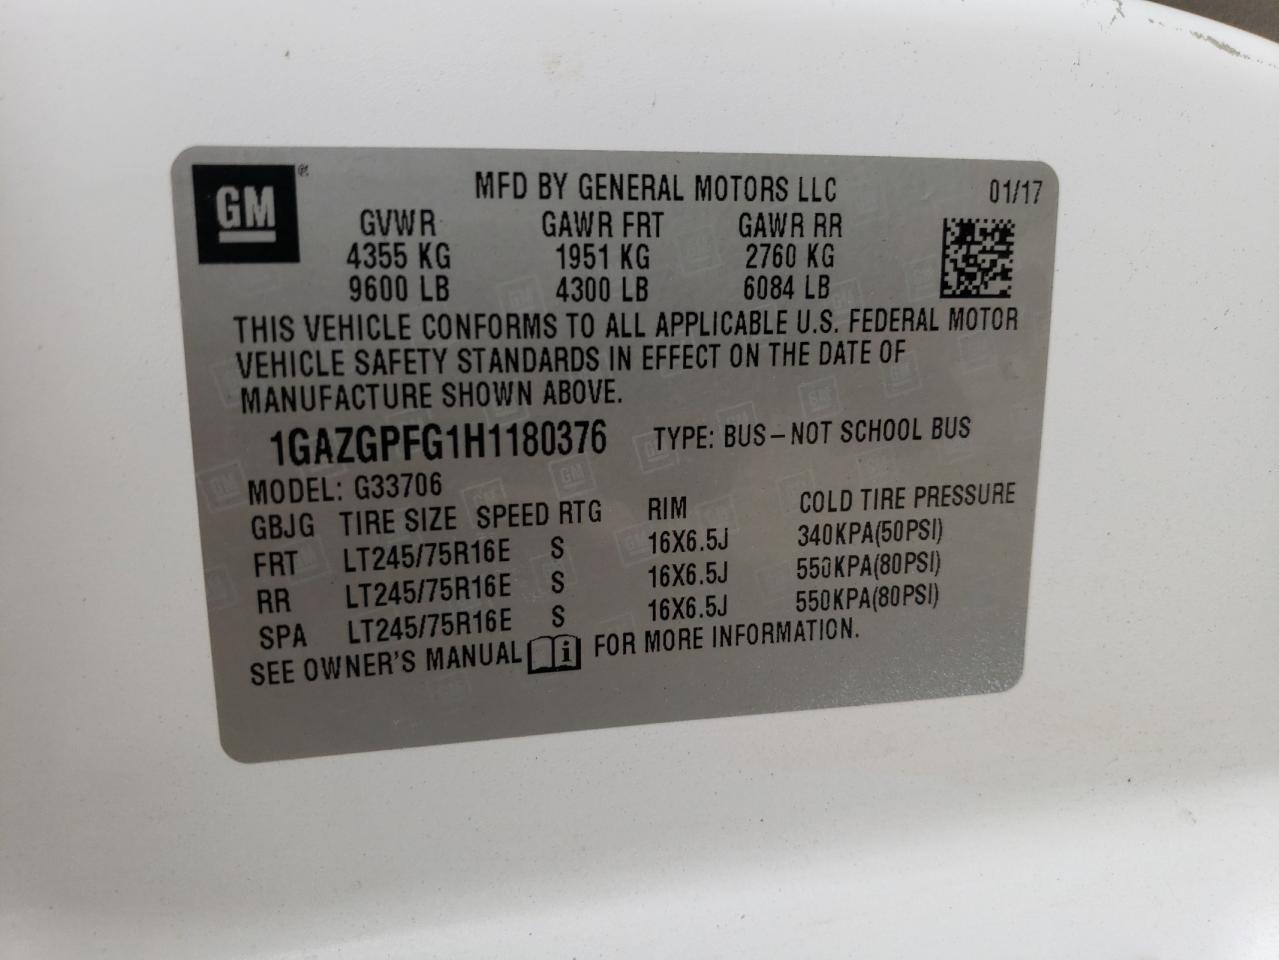 GM®
MFD BY GENERAL MOTORS LLC 01/17
GVWR GAWR FRT GAWR RR
4355 KG 1951 KG 2760 KG
9600 LB 4300 LB 6084 LB
THIS VEHICLE CONFORMS TO ALL APPLICABLE U.S. FEDERAL MOTOR
VEHICLE SAFETY STANDARDS IN EFFECT ON THE DATE OF
MANUFACTURE SHOWN ABOVE.
1GAZGPFG1H1180376 TYPE: BUS-NOT SCHOOL BUS
MODEL: G33706
GBJG TIRE SIZE SPEED RTG RIM COLD TIRE PRESSURE
FRT LT245/75R16E S 16X6.5J 340KPA(50PSI)
RR LT245/75R16E S 16X6.5J 550KPA(80PSI)
SPA LT245/75R16E S 16X6.5J 550KPA(80PSI)
SEE OWNER'S MANUAL i FOR MORE INFORMATION.